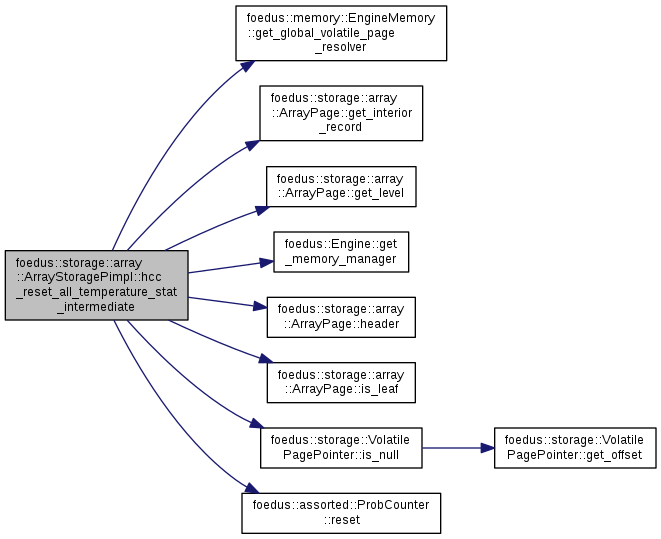 foedus::memory::EngineMemory
::get_global_volatile_page
_resolver
foedus::storage::array
::ArrayPage::get_interior
_record
foedus::storage::array
::ArrayPage::get_level
foedus::Engine::get
_memory_manager
foedus::storage::array
::ArrayStoragePimpl::hcc
_reset_all_temperature_stat
_intermediate
foedus::storage::array
::ArrayPage::header
foedus::storage::array
::ArrayPage::is_leaf
foedus::storage::Volatile
PagePointer::is_null
foedus::storage::Volatile
PagePointer::get_offset
foedus::assorted::ProbCounter
::reset